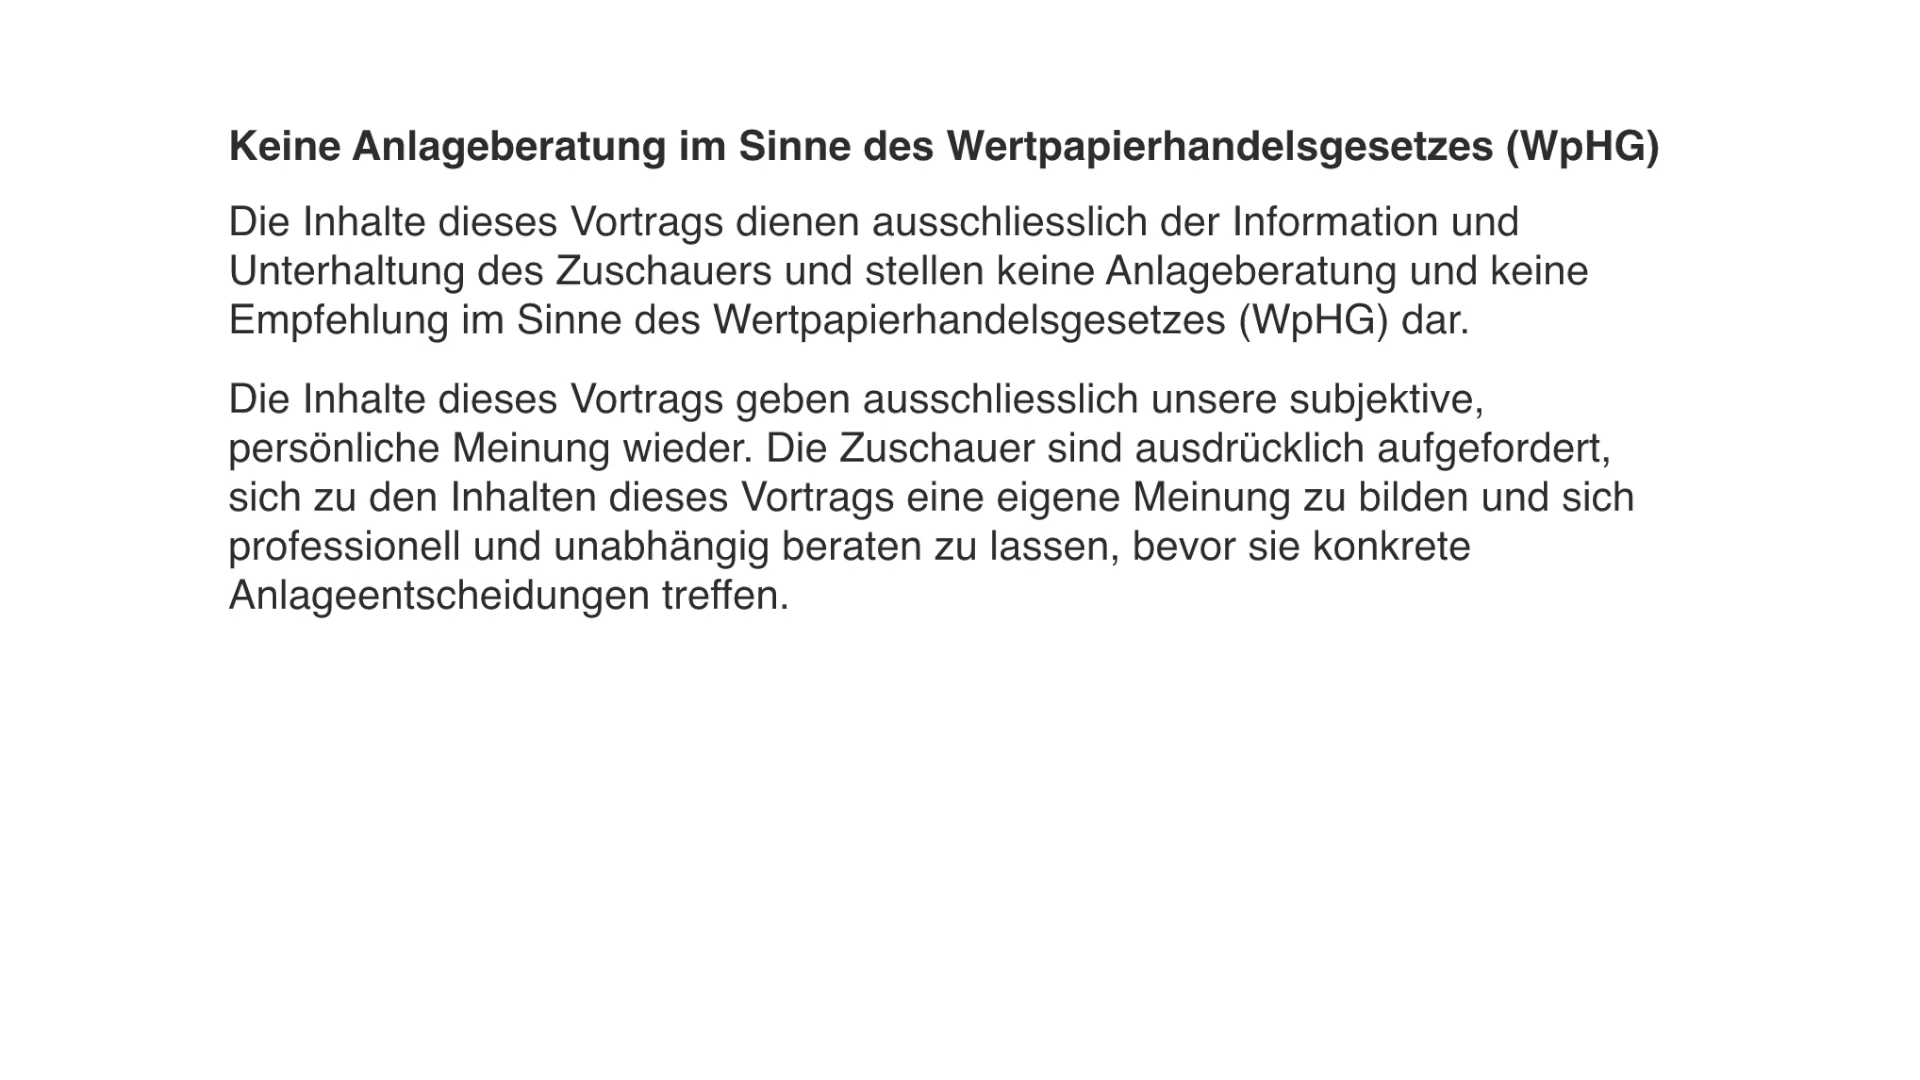 Keine Anlageberatung im Sinne des Wertpapierhandelsgesetzes (WpHG)
Die Inhalte dieses Vortrags dienen ausschliesslich der Information und
Unterhaltung des Zuschauers und stellen keine Anlageberatung und keine
Empfehlung im Sinne des Wertpapierhandelsgesetzes (WpHG) dar.
Die Inhalte dieses Vortrags geben ausschliesslich unsere subjektive,
persönliche Meinung wieder. Die Zuschauer sind ausdrücklich aufgefordert,
sich zu den Inhalten dieses Vortrags eine eigene Meinung zu bilden und sich
professionell und unabhängig beraten zu lassen, bevor sie konkrete
Anlageentscheidungen treffen.